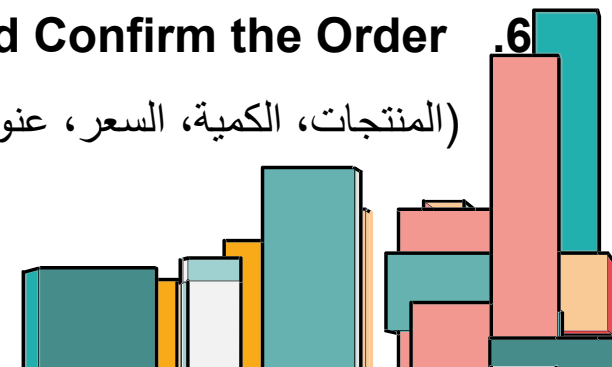 .6 d Confirm the Order
(المنتجات، الكمية، السعر، عنو